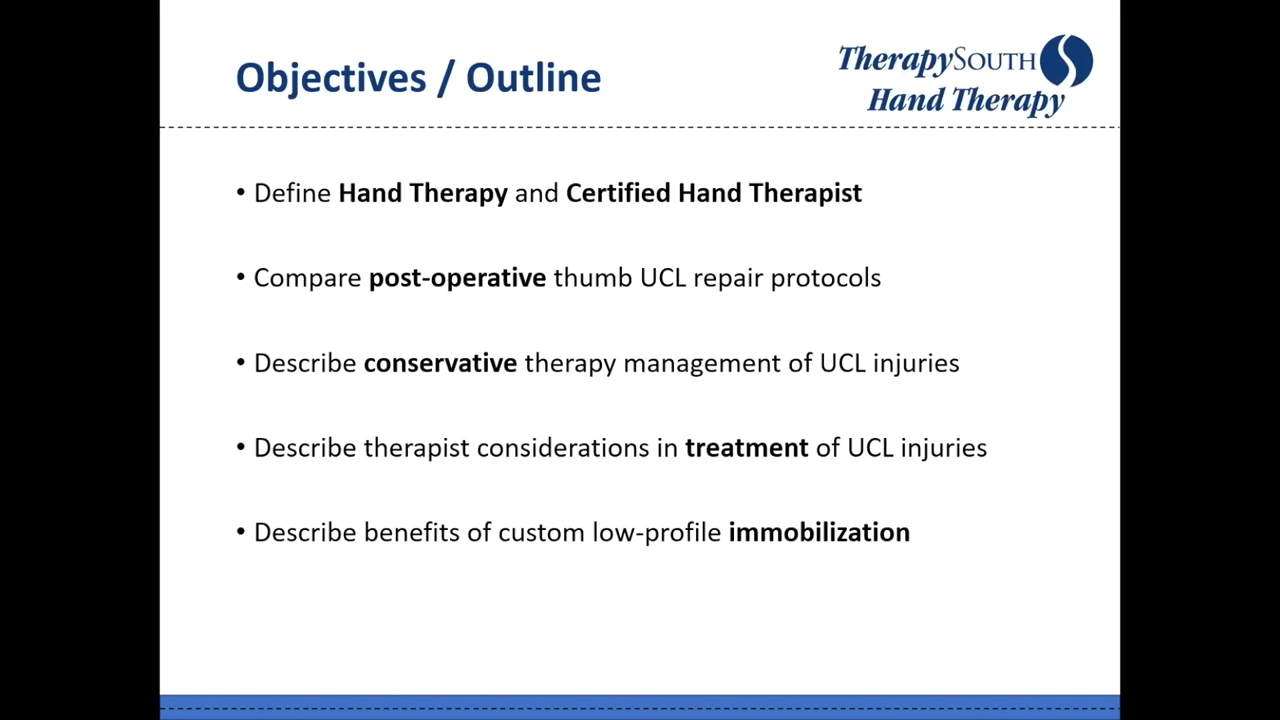 Objectives / Outline
TherapySouth
Hand Therapy
• Define Hand Therapy and Certified Hand Therapist
• Compare post-operative thumb UCL repair protocols
• Describe conservative therapy management of UCL injuries
• Describe therapist considerations in treatment of UCL injuries
• Describe benefits of custom low-profile immobilization